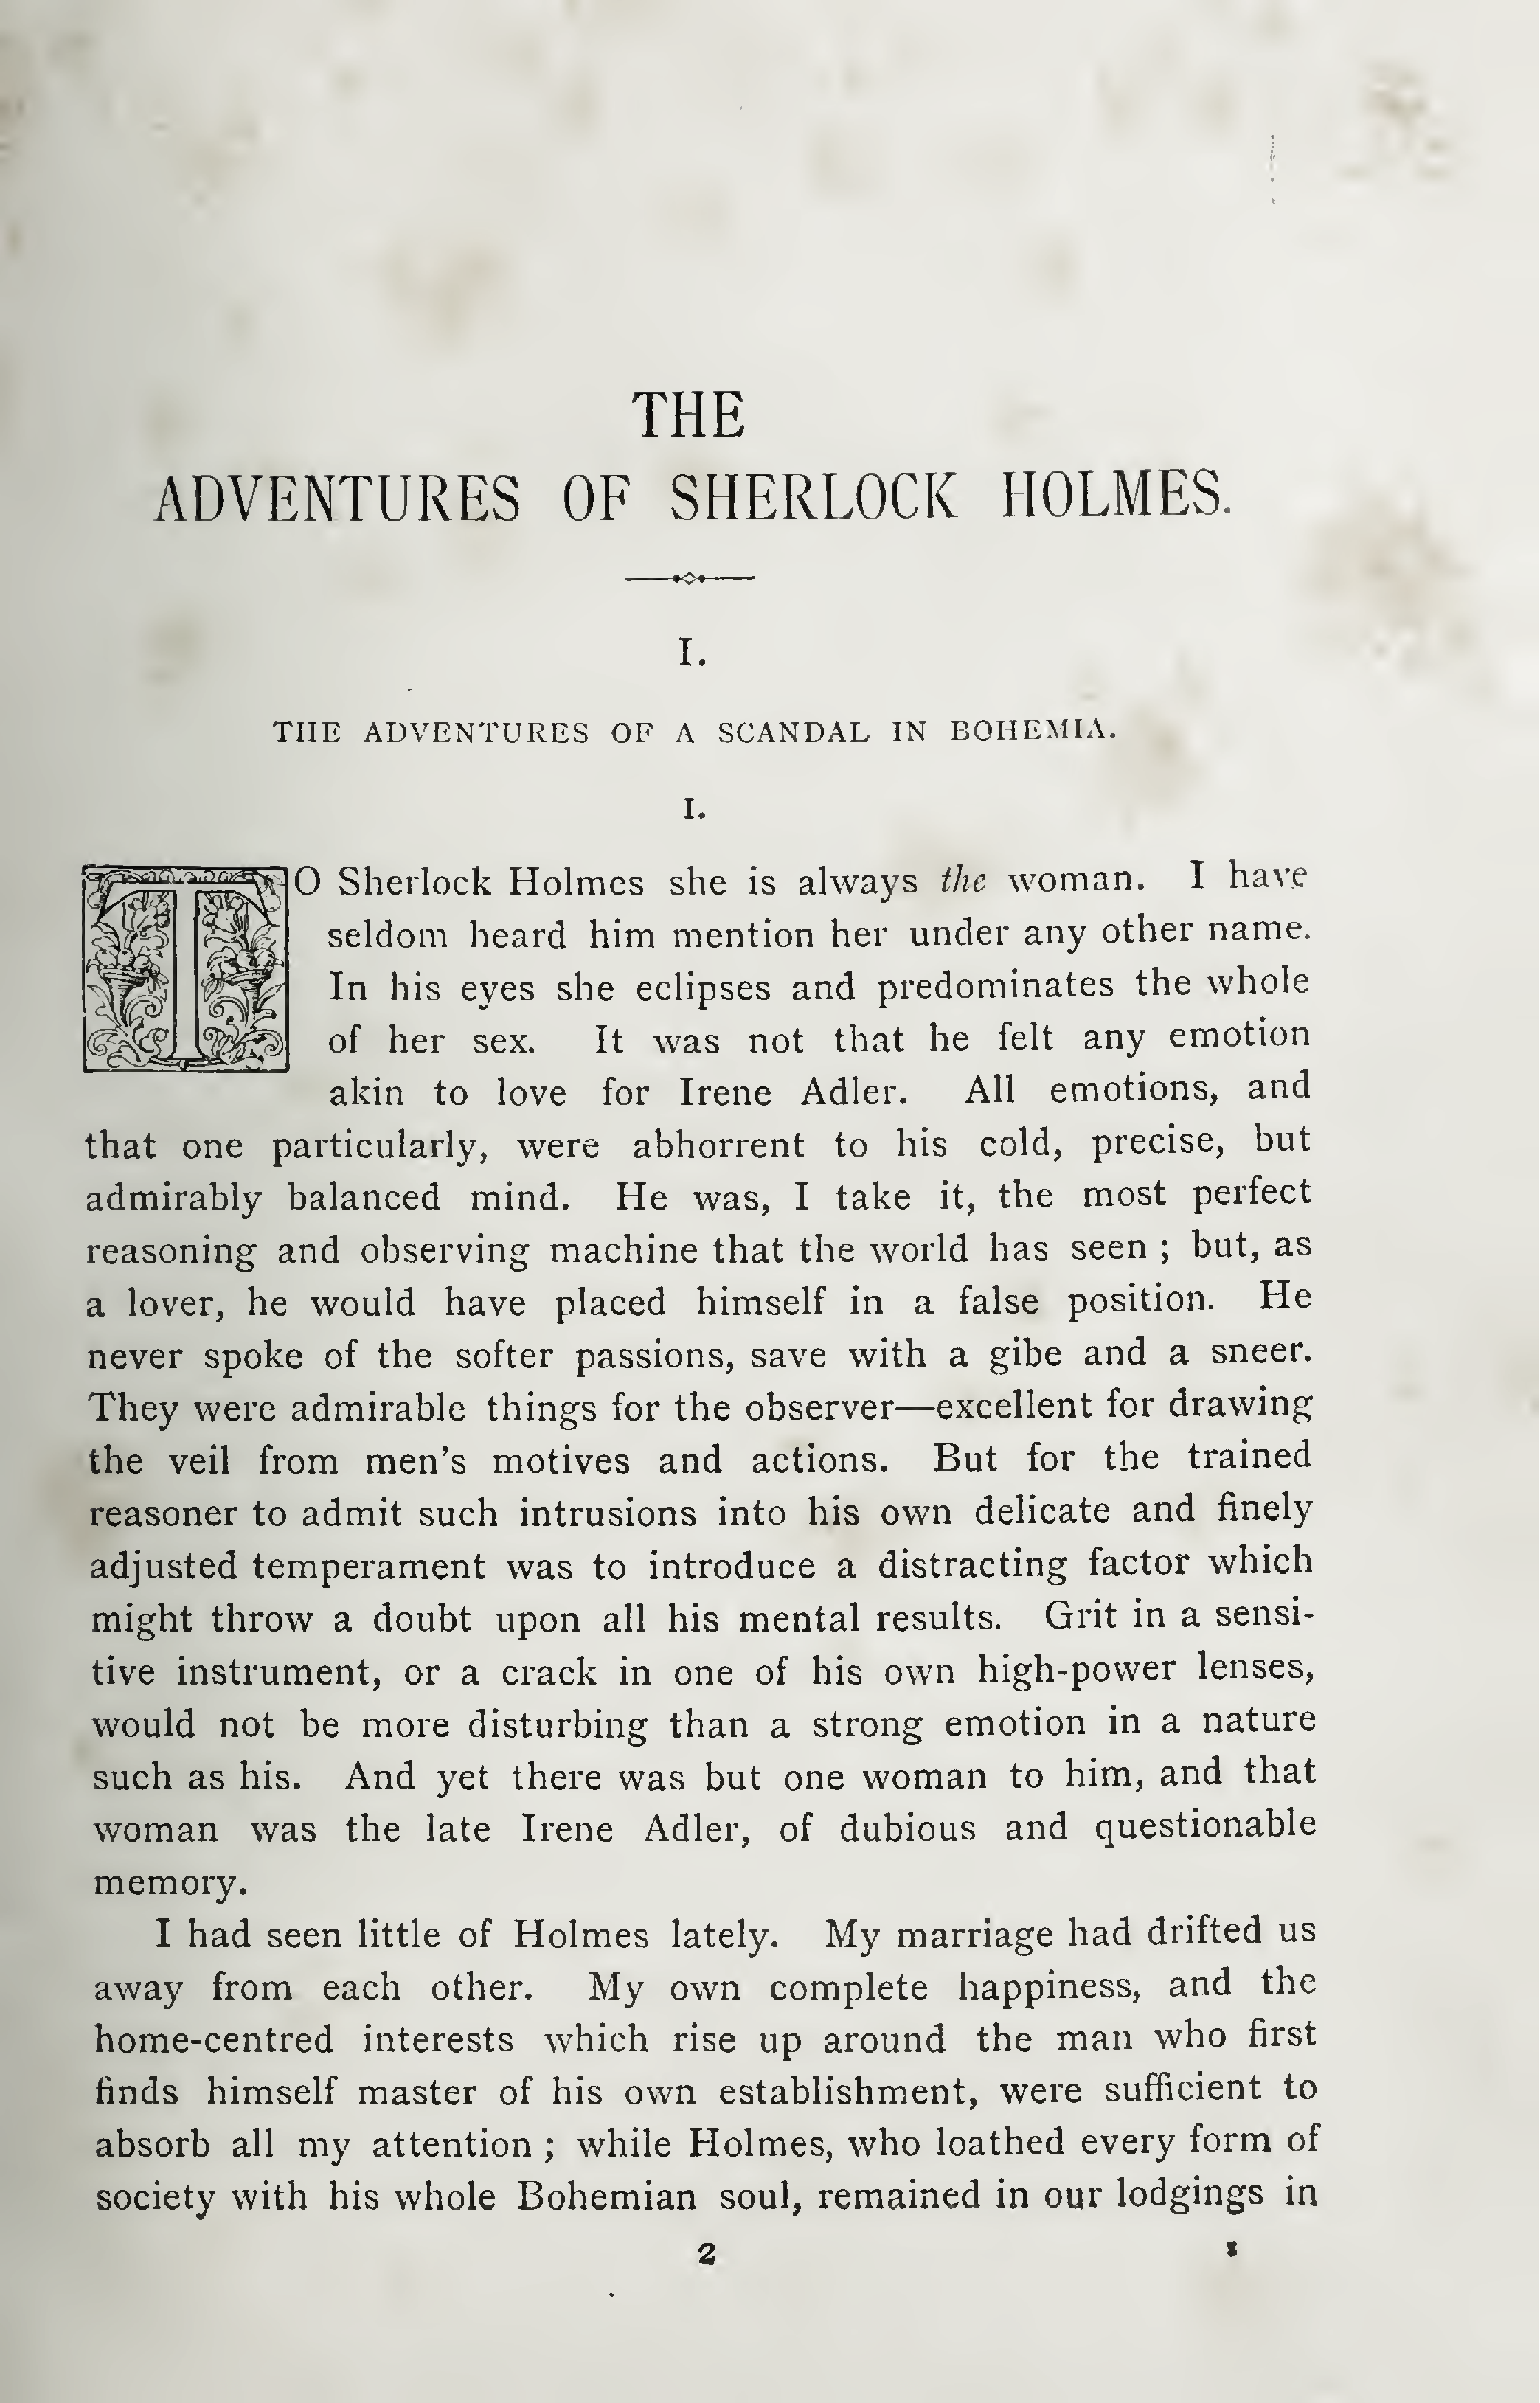 THE
ADVENTURES OF SHERLOCK HOLMES.
I.
THE ADVENTURES OF A SCANDAL IN BOHEMIA.
I.
TO Sherlock Holmes she is always the woman. I have
seldom heard him mention her under any other name.
In his eyes she eclipses and predominates the whole
of her sex. It was not that he felt any emotion
akin to love for Irene Adler. All emotions, and
that one particularly, were abhorrent to his cold, precise, but
admirably balanced mind. He was, I take it, the most perfect
reasoning and observing machine that the world has seen ; but, as
a lover, he would have placed himself in a false position. He
never spoke of the softer passions, save with a gibe and a sneer.
They were admirable things for the observer—excellent for drawing
the veil from men's motives and actions. But for the trained
reasoner to admit such intrusions into his own delicate and finely
adjusted temperament was to introduce a distracting factor which
might throw a doubt upon all his mental results. Grit in a sensi-
tive instrument, or a crack in one of his own high-power lenses,
would not be more disturbing than a strong emotion in a nature
such as his. And yet there was but one woman to him, and that
woman was the late Irene Adler, of dubious and questionable
memory.
I had seen little of Holmes lately. My marriage had drifted us
away from each other. My own complete happiness, and the
home-centred interests which rise up around the man who first
finds himself master of his own establishment, were sufficient to
absorb all my attention ; while Holmes, who loathed every form of
society with his whole Bohemian soul, remained in our lodgings in
2